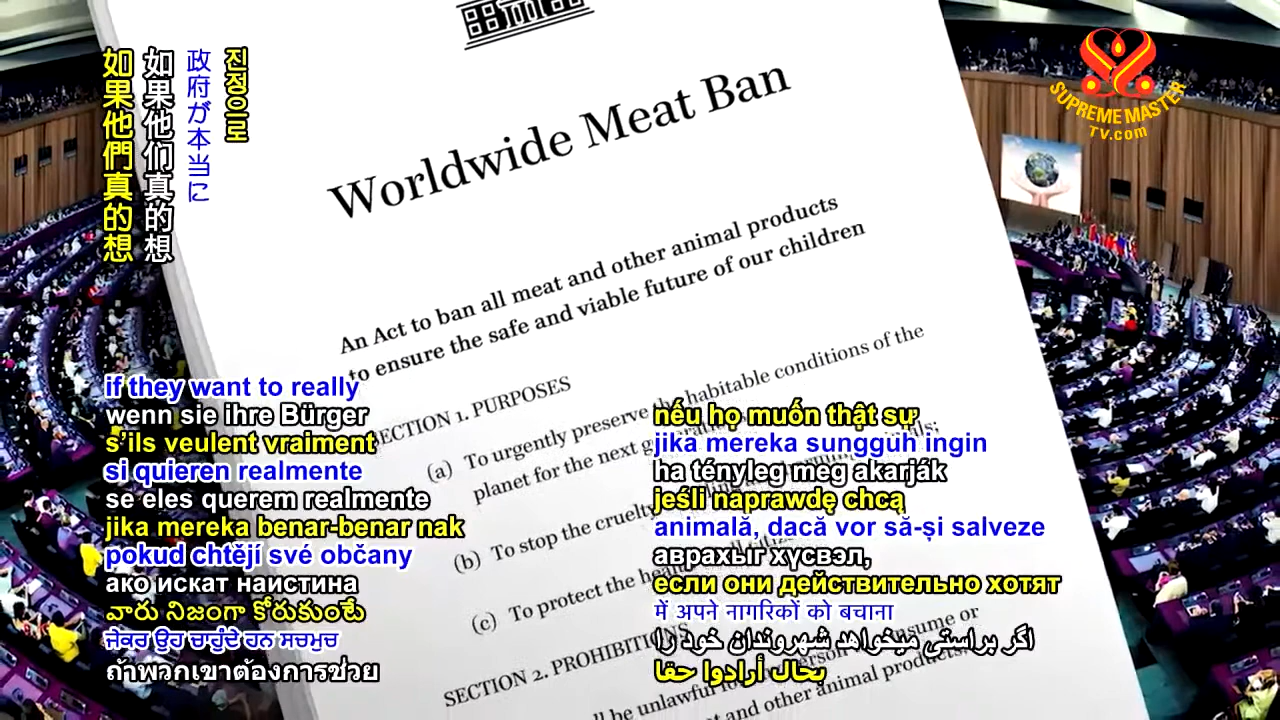 Worldwide Meat Ban
An Act to ban all meat and other animal products
to ensure the safe and viable future of our children
SECTION 1. PURPOSES
(a) To urgently preserve the habitable conditions of the
planet for the next
(b) To stop the cruelty
(c) To protect the
SECTION 2. PROHIBITIONS
be unlawful
and other animal products
SUPREME MASTER
TV.com
진정으로
政府が本当に
如果他们真的想
如果他們真的想
if they want to really
wenn sie ihre Bürger
s'ils veulent vraiment
si quieren realmente
se eles querem realmente
jika mereka benar-benar nak
pokud chtějí své občany
ако искат наистина
వారు నిజంగా కోరుకుంటే
ਜੇਕਰ ਉਹ ਚਾਹੁੰਦੇ ਹਨ ਸਚਮੁਚ
ถ้าพวกเขาต้องการช่วย
nếu họ muốn thật sự
jika mereka sungguh ingin
ha tényleg meg akarják
jeśli naprawdę chcą
animală, dacă vor să-și salveze
аврахыг хүсвэл,
если они действительно хотят
में अपने नागरिकों को बचाना
اگر براستی میخواهد شهروندان خود را
بحال أرادوا حقا